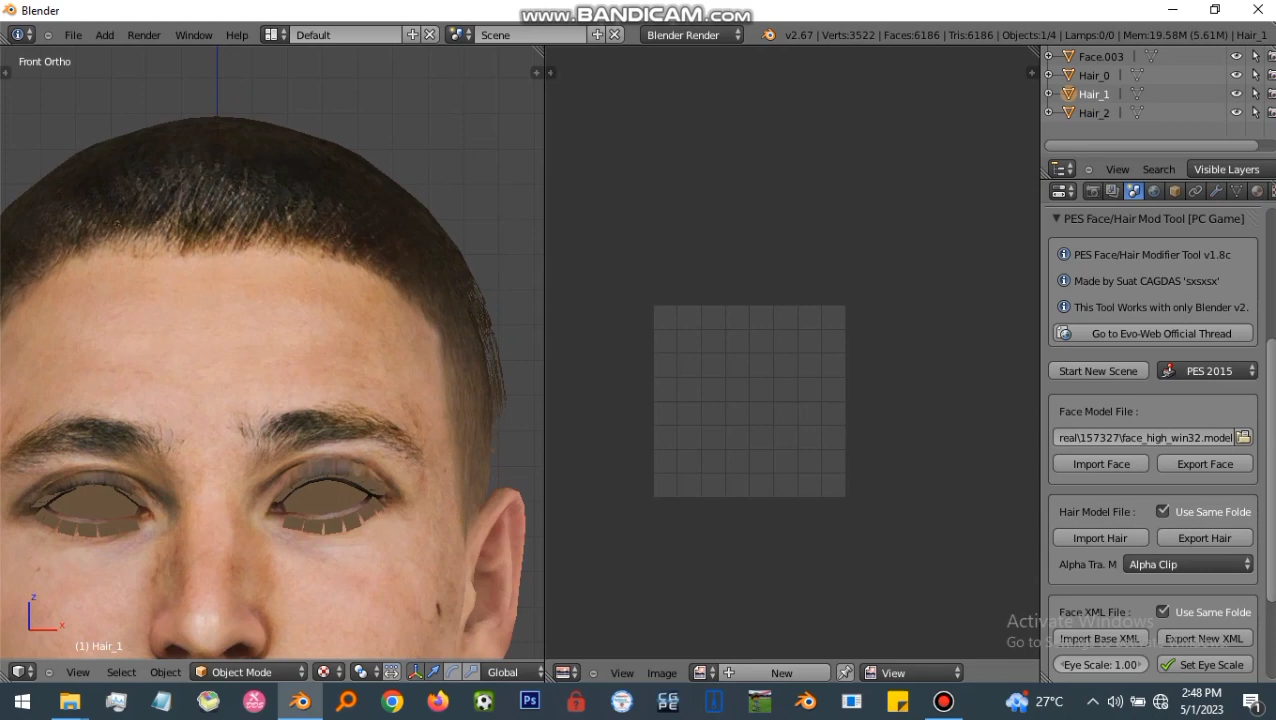 Blender
www.BANDICAM.com
File Add Render Window Help Default Scene Blender Render v2.67 | Verts:3522 | Faces:6186 | Tris:6186 | Objects:1/4 | Lamps:0/0 | Mem:19.58M (5.61M) | Hair_1
Front Ortho
Face.003
Hair_0
Hair_1
Hair_2
View Search Visible Layers
PES Face/Hair Mod Tool [PC Game]
PES Face/Hair Modifier Tool v1.8c
Made by Suat CAGDAS 'sxsxsx'
This Tool Works with only Blender v2.
Go to Evo-Web Official Thread
Start New Scene PES 2015
Face Model File :
real\157327\face_high_win32.model
Import Face Export Face
Hair Model File : Use Same Folde
Import Hair Export Hair
Alpha Tra. M Alpha Clip
Face XML File : Use Same Folde
Activate Windows
Import Base XML Export New XML
Eye Scale: 1.00 Set Eye Scale
z
x
(1) Hair_1
View Select Object Object Mode Global View Image New View
Ps
27°C
2:48 PM
5/1/2023
1